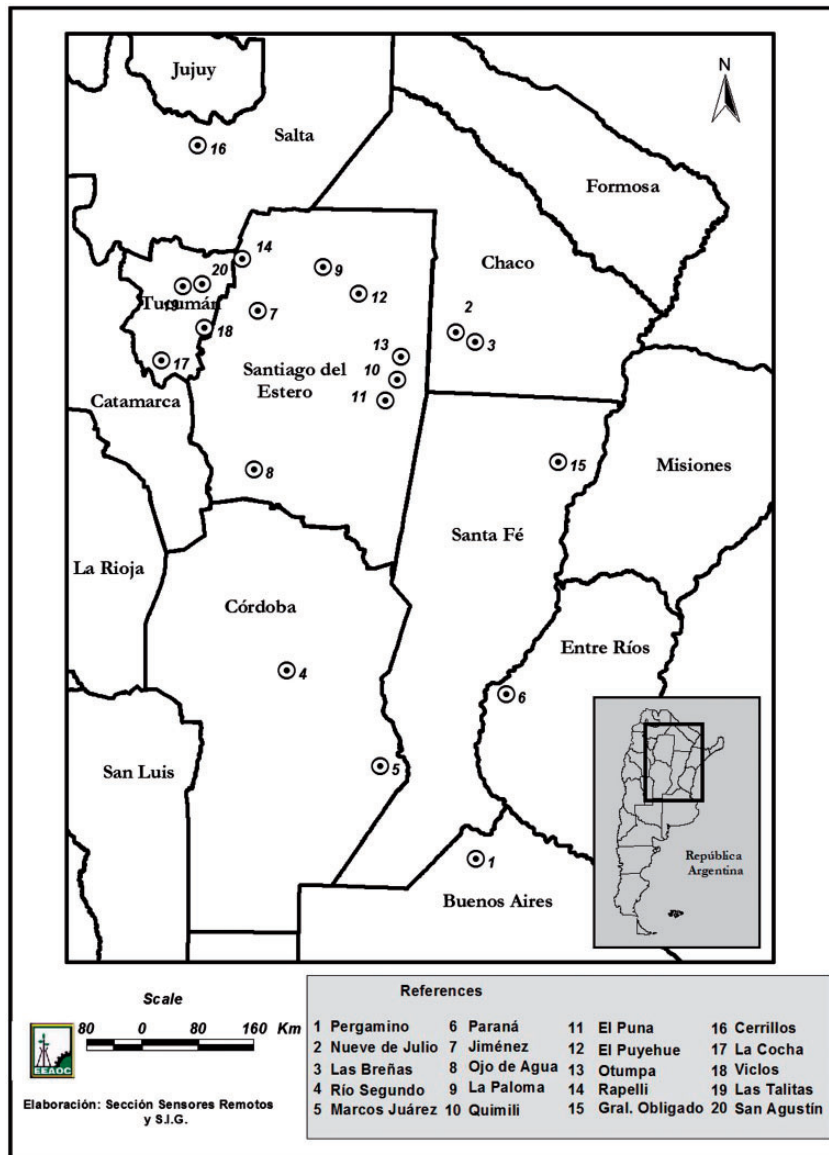 N
Jujuy
16
Salta
Formosa
14
20
9
Chaco
19
Tucumán
12
7
2
18
3
13
17
Santiago del
Estero
10
Catamarca
11
15
8
Misiones
Santa Fé
La Rioja
Córdoba
Entre Ríos
4
6
San Luis
5
República
Argentina
1
Buenos Aires
Scale
80 0 80 160 Km
EEAOC
Elaboración: Sección Sensores Remotos
y S.I.G.
References
1 Pergamino 6 Paraná 11 El Puna 16 Cerrillos
2 Nueve de Julio 7 Jiménez 12 El Puyehue 17 La Cocha
3 Las Breñas 8 Ojo de Agua 13 Otumpa 18 Viclos
4 Río Segundo 9 La Paloma 14 Rapelli 19 Las Talitas
5 Marcos Juárez 10 Quimili 15 Gral. Obligado 20 San Agustín